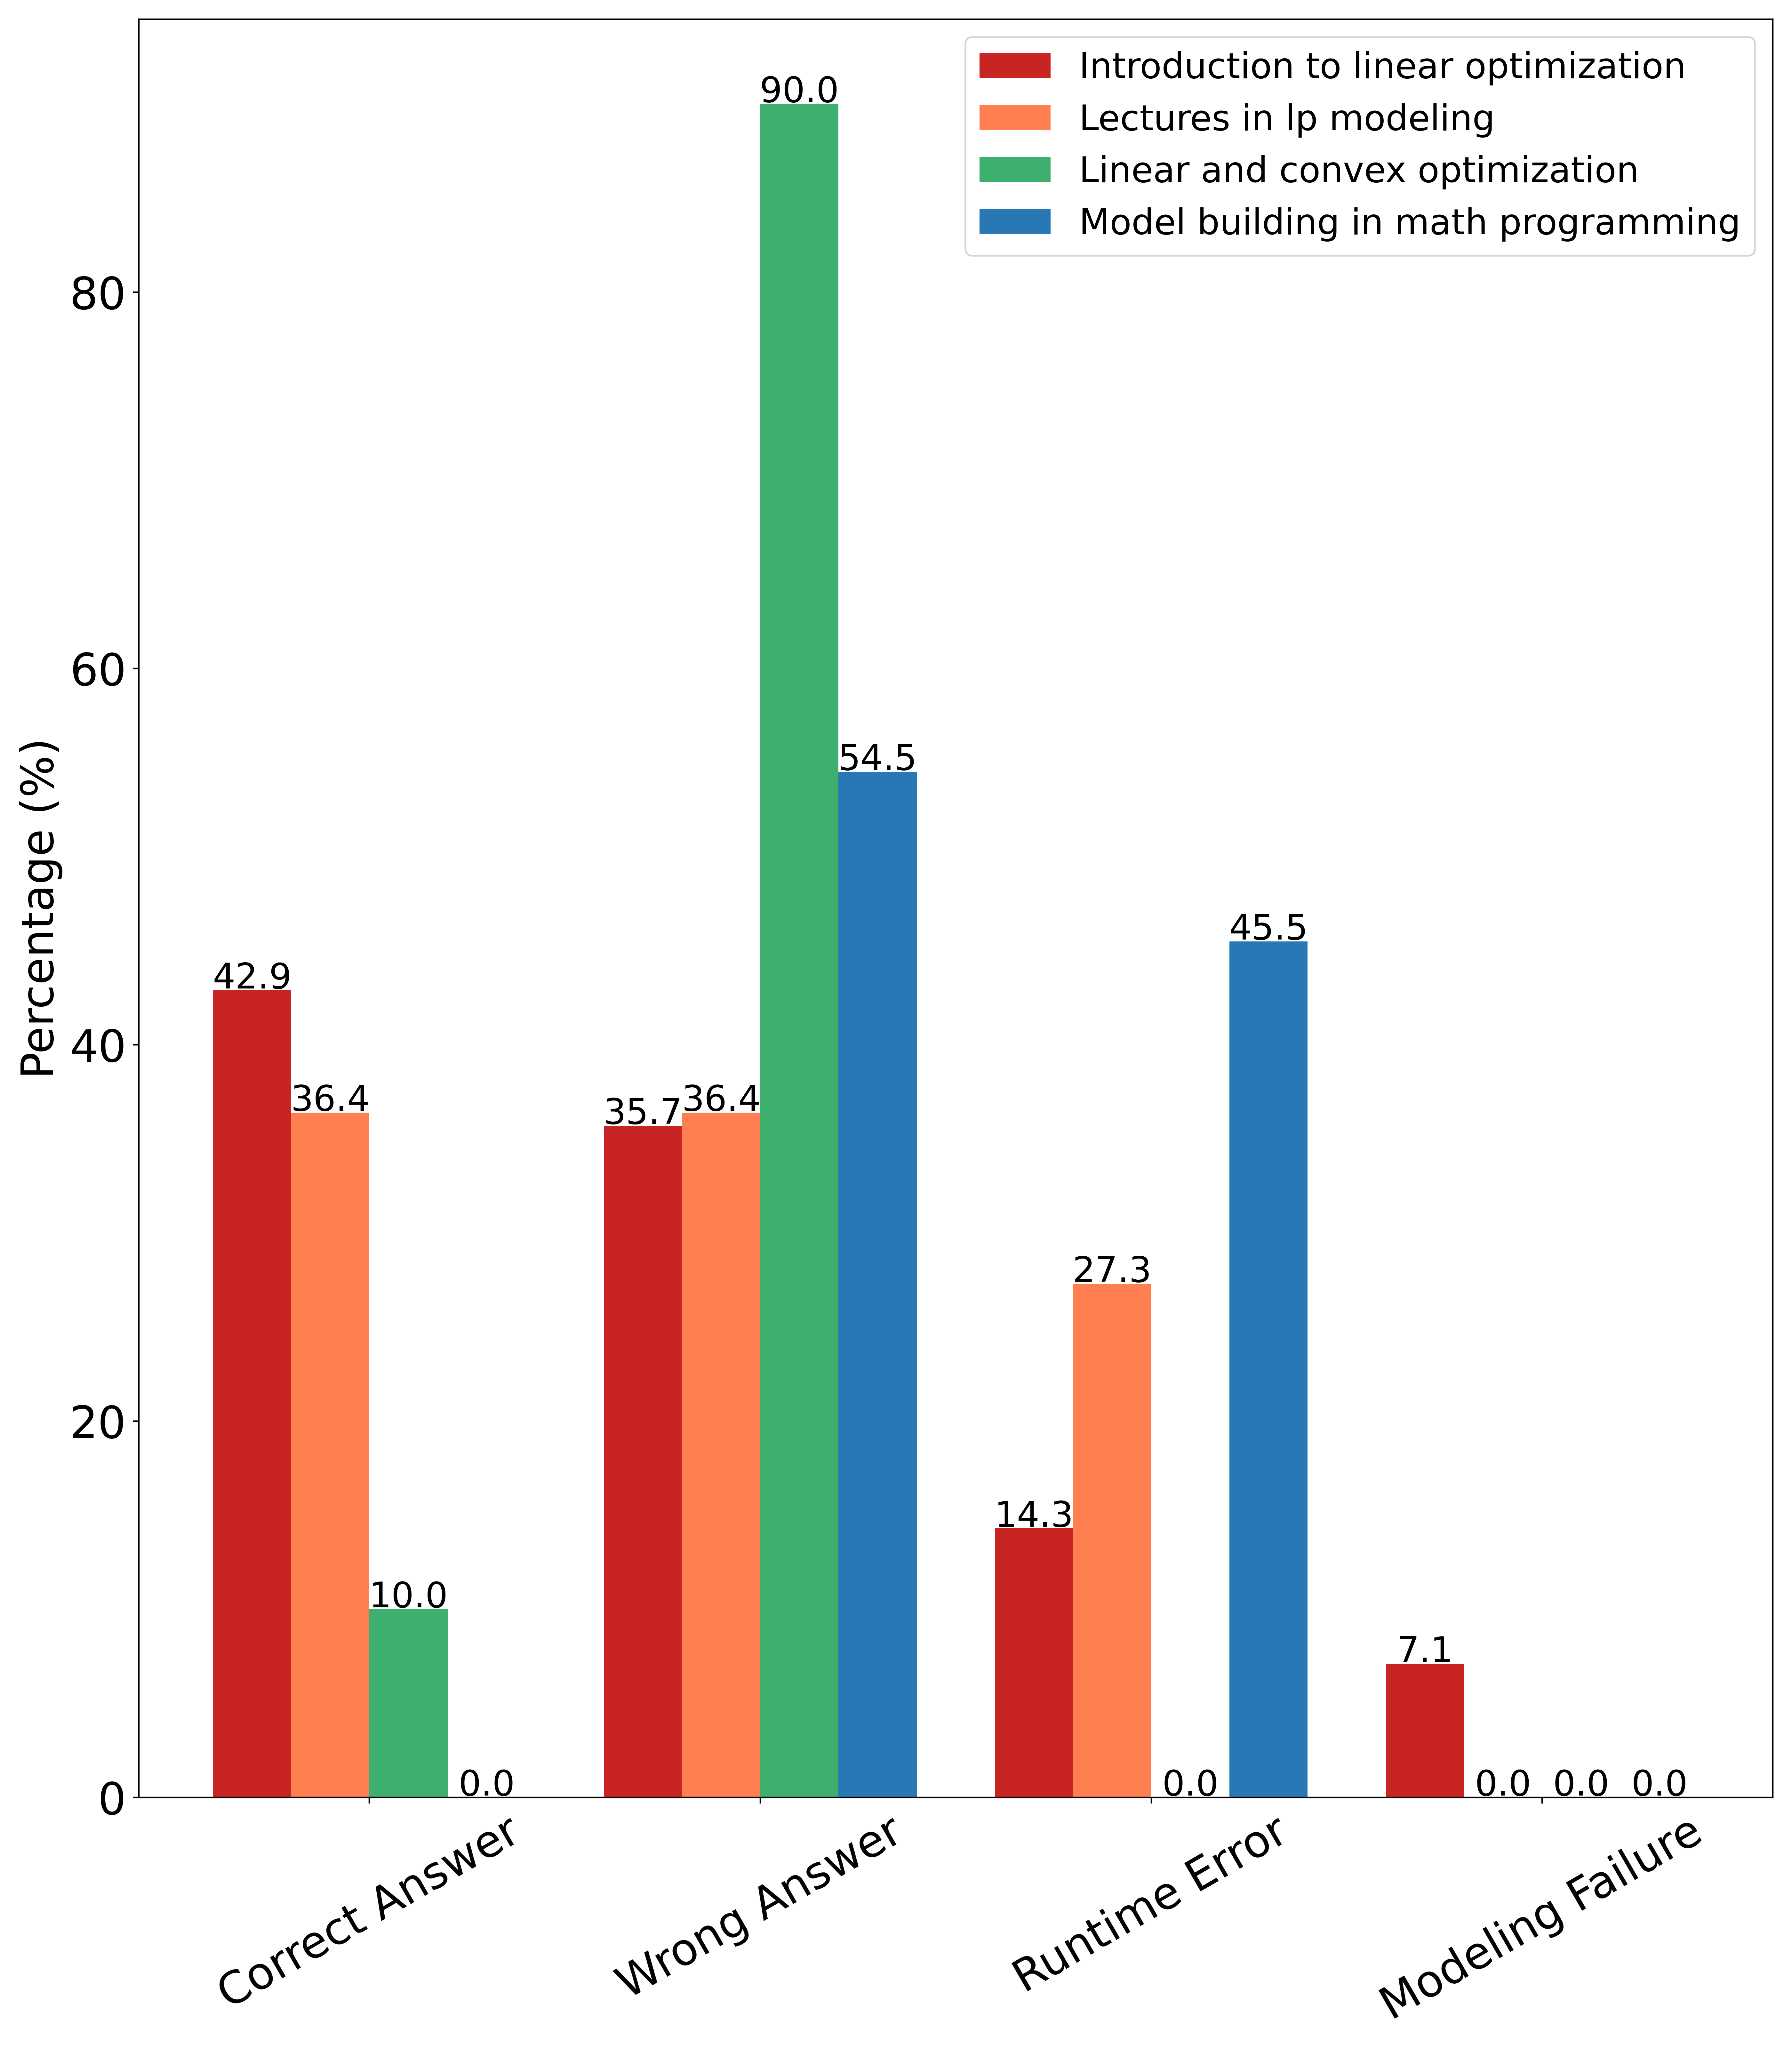 Introduction to linear optimization
Lectures in lp modeling
Linear and convex optimization
Model building in math programming
Percentage (%)
80
60
40
20
0
42.9
36.4
10.0
0.0
35.7
36.4
90.0
54.5
14.3
27.3
0.0
45.5
7.1
0.0
0.0
0.0
Correct Answer
Wrong Answer
Runtime Error
Modeling Failure